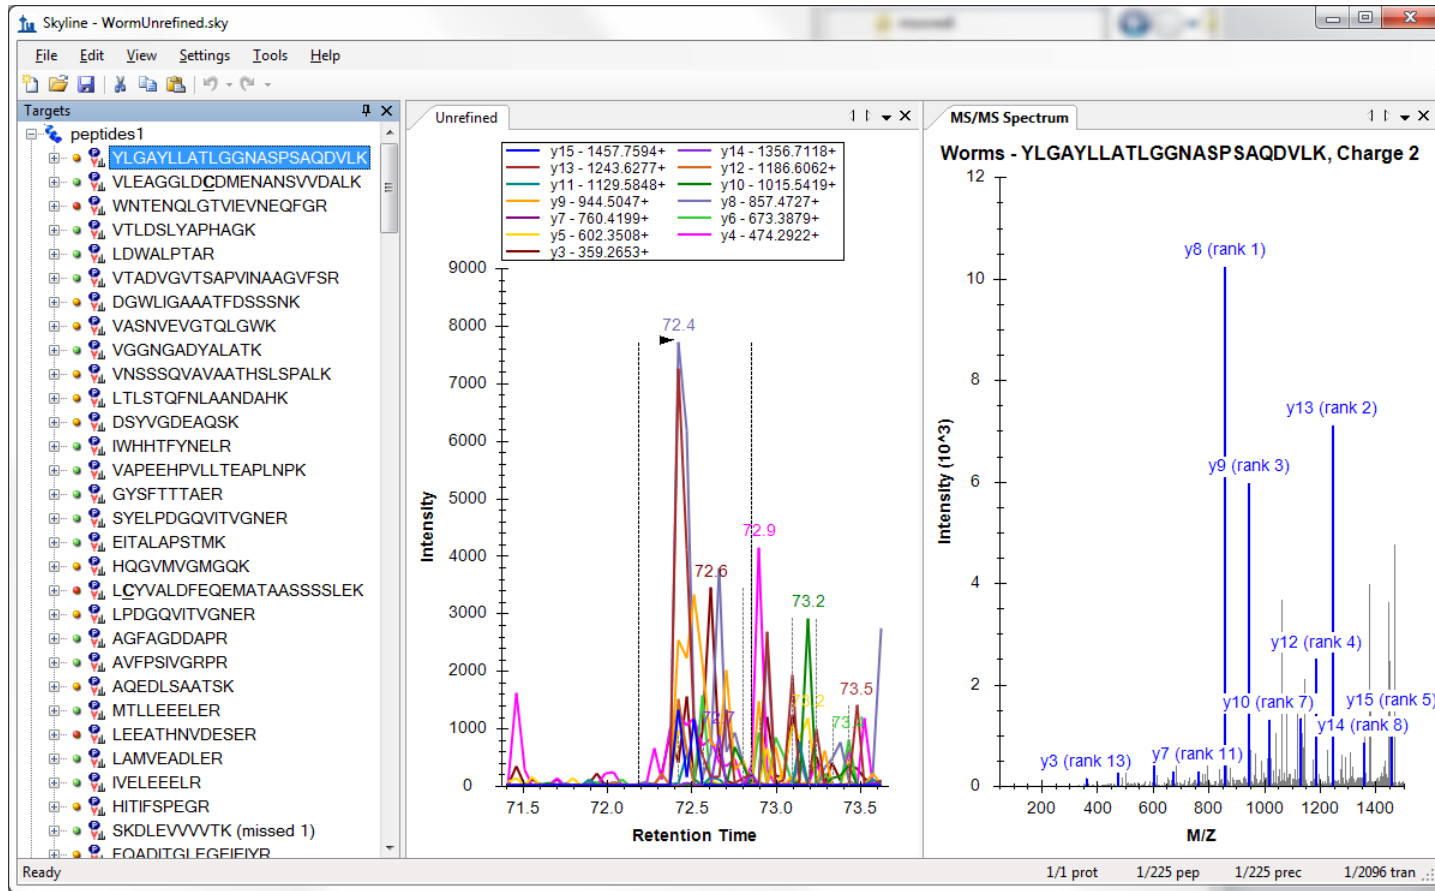 Skyline - WormUnrefined.sky
File Edit View Settings Tools Help
Targets
peptides1
YLGAYLLATLGGNASPSAQDVLK
VLEAGGLDCDMENANSVVDALK
WNTENQLGTVIEVNEQFGR
VTLDSLYAPHAGK
LDWALPTAR
VTADVGVTSAPVINAAGVFSR
DGWLIGAAATFDSSSNK
VASNVEVGTQLGWK
VGGNGADYALATK
VNSSSQVAVAATHSLSPALK
LTLSTQFNLAANDAHK
DSYVGDEAQSK
IWHHTFYNELR
VAPEEHPVLLTEAPLNPK
GYSFTTTAER
SYELPDGQVITVGNER
EITALAPSTMK
HQGVMVGMGQK
LCYVALDFEQEMATAASSSSLEK
LPDGQVITVGNER
AGFAGDDAPR
AVFPSIVGRPR
AQEDLSAATSK
MTLLEEELER
LEEATHNVDESER
LAMVEADLER
IVELEEELR
HITIFSPEGR
SKDLEVVVVTK (missed 1)
EQADITGLEGEIEIYR
Unrefined
y15 - 1457.7594+ y14 - 1356.7118+
y13 - 1243.6277+ y12 - 1186.6062+
y11 - 1129.5848+ y10 - 1015.5419+
y9 - 944.5047+ y8 - 857.4727+
y7 - 760.4199+ y6 - 673.3879+
y5 - 602.3508+ y4 - 474.2922+
y3 - 359.2653+
9000
8000
7000
6000
5000
4000
3000
2000
1000
0
Intensity
72.4
72.9
72.6
73.2
73.2
73.5
72.7
71.5 72.0 72.5 73.0 73.5
Retention Time
MS/MS Spectrum
Worms - YLGAYLLATLGGNASPSAQDVLK, Charge 2
12
10
8
6
4
2
0
Intensity (10^3)
y8 (rank 1)
y13 (rank 2)
y9 (rank 3)
y12 (rank 4)
y10 (rank 7)
y15 (rank 5)
y14 (rank 8)
y7 (rank 11)
y3 (rank 13)
200 400 600 800 1000 1200 1400
M/Z
Ready
1/1 prot 1/225 pep 1/225 prec 1/2096 tran